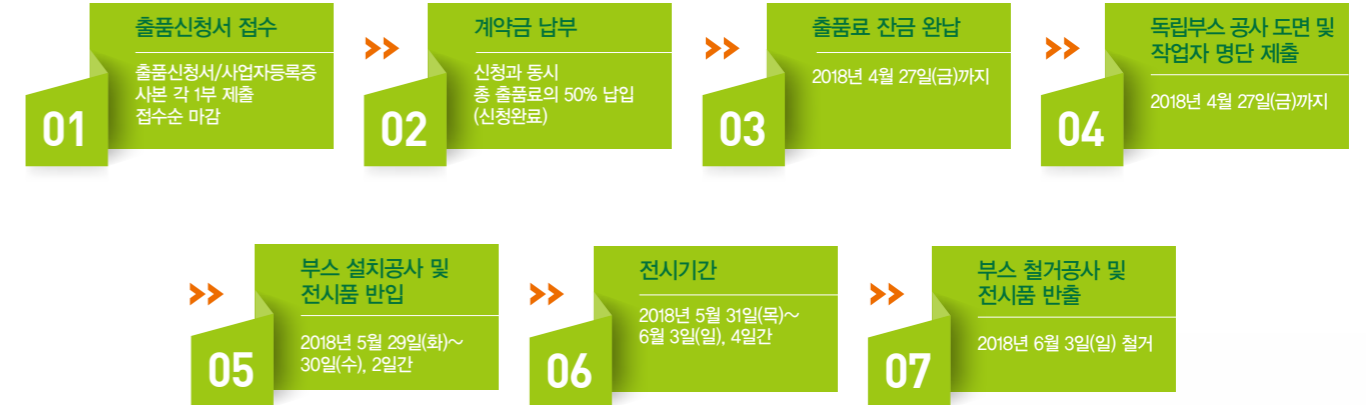 01
출품신청서 접수
출품신청서/사업자등록증
사본 각 1부 제출
접수순 마감
02
계약금 납부
신청과 동시
총 출품료의 50% 납입
(신청완료)
03
출품료 잔금 완납
2018년 4월 27일(금)까지
04
독립부스 공사 도면 및
작업자 명단 제출
2018년 4월 27일(금)까지
05
부스 설치공사 및
전시품 반입
2018년 5월 29일(화)~
30일(수), 2일간
06
전시기간
2018년 5월 31일(목)~
6월 3일(일), 4일간
07
부스 철거공사 및
전시품 반출
2018년 6월 3일(일) 철거